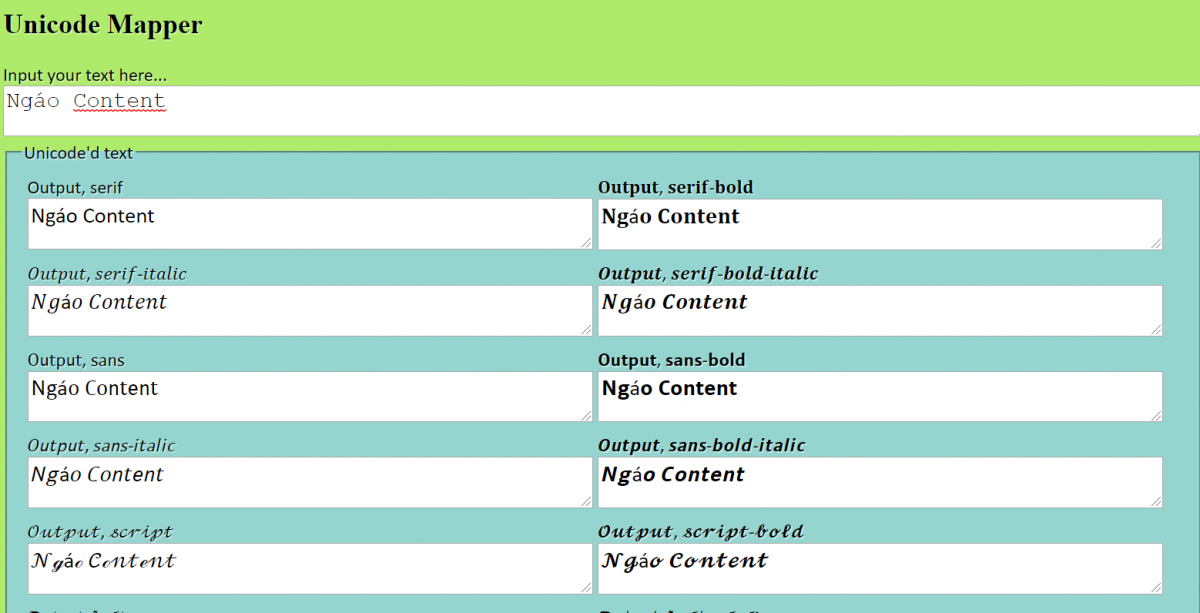 Unicode Mapper
Input your text here...
Ngáo Content
Unicode'd text
Output, serif
Ngáo Content
Output, serif-bold
Ngáo Content
Output, serif-italic
Ngáo Content
Output, serif-bold-italic
Ngáo Content
Output, sans
Ngáo Content
Output, sans-bold
Ngáo Content
Output, sans-italic
Ngáo Content
Output, sans-bold-italic
Ngáo Content
Output, script
Ngáo Content
Output, script-bold
Ngáo Content